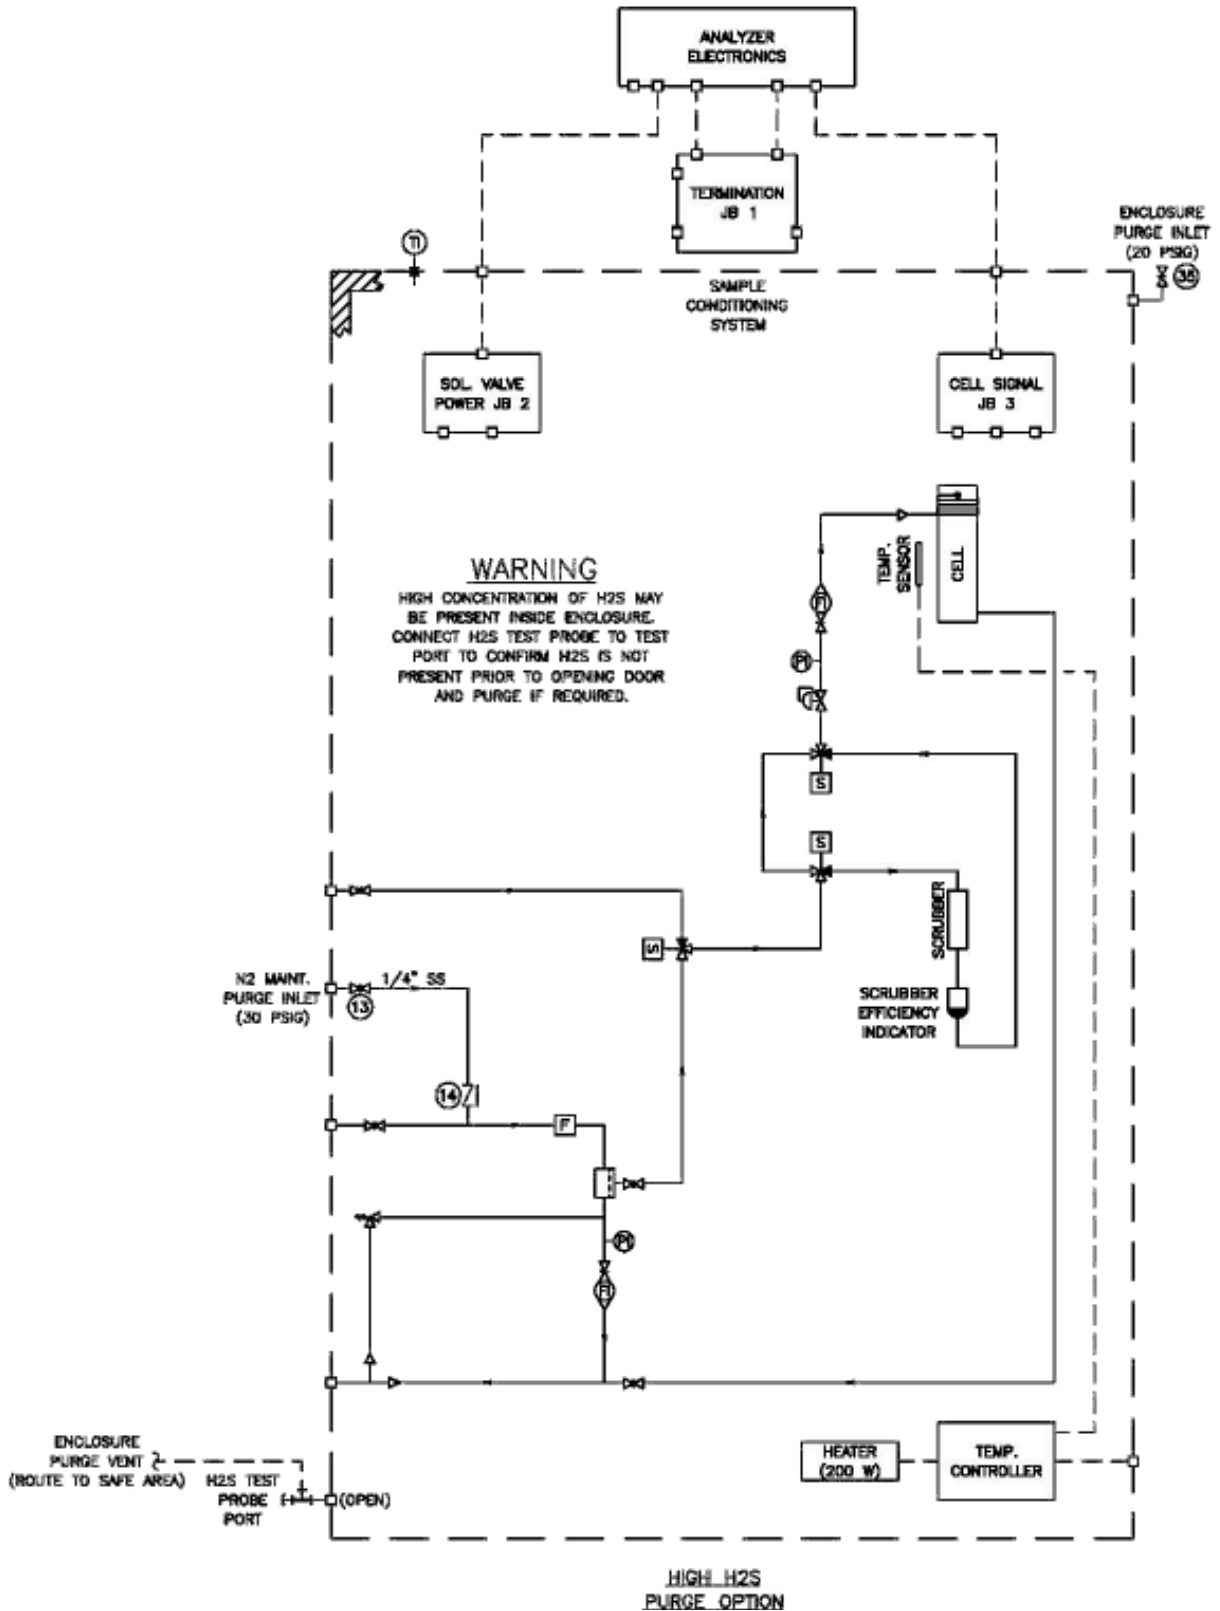 ANALYZER
ELECTRONICS
TERMINATION
JB 1
ENCLOSURE
PURGE INLET
(20 PSIG)
TI
35
SAMPLE
CONDITIONING
SYSTEM
SOL. VALVE
POWER JB 2
CELL SIGNAL
JB 3
TEMP.
SENSOR
CELL
WARNING
HIGH CONCENTRATION OF H2S MAY
BE PRESENT INSIDE ENCLOSURE.
CONNECT H2S TEST PROBE TO TEST
PORT TO CONFIRM H2S IS NOT
PRESENT PRIOR TO OPENING DOOR
AND PURGE IF REQUIRED.
FI
PI
S
S
SCRUBBER
S
N2 MAINT.
PURGE INLET
(30 PSIG)
1/4" SS
13
SCRUBBER
EFFICIENCY
INDICATOR
14
F
PI
FI
HEATER
(200 W)
TEMP.
CONTROLLER
ENCLOSURE
PURGE VENT
(ROUTE TO SAFE AREA)
H2S TEST
PROBE
PORT
(OPEN)
HIGH H2S
PURGE OPTION